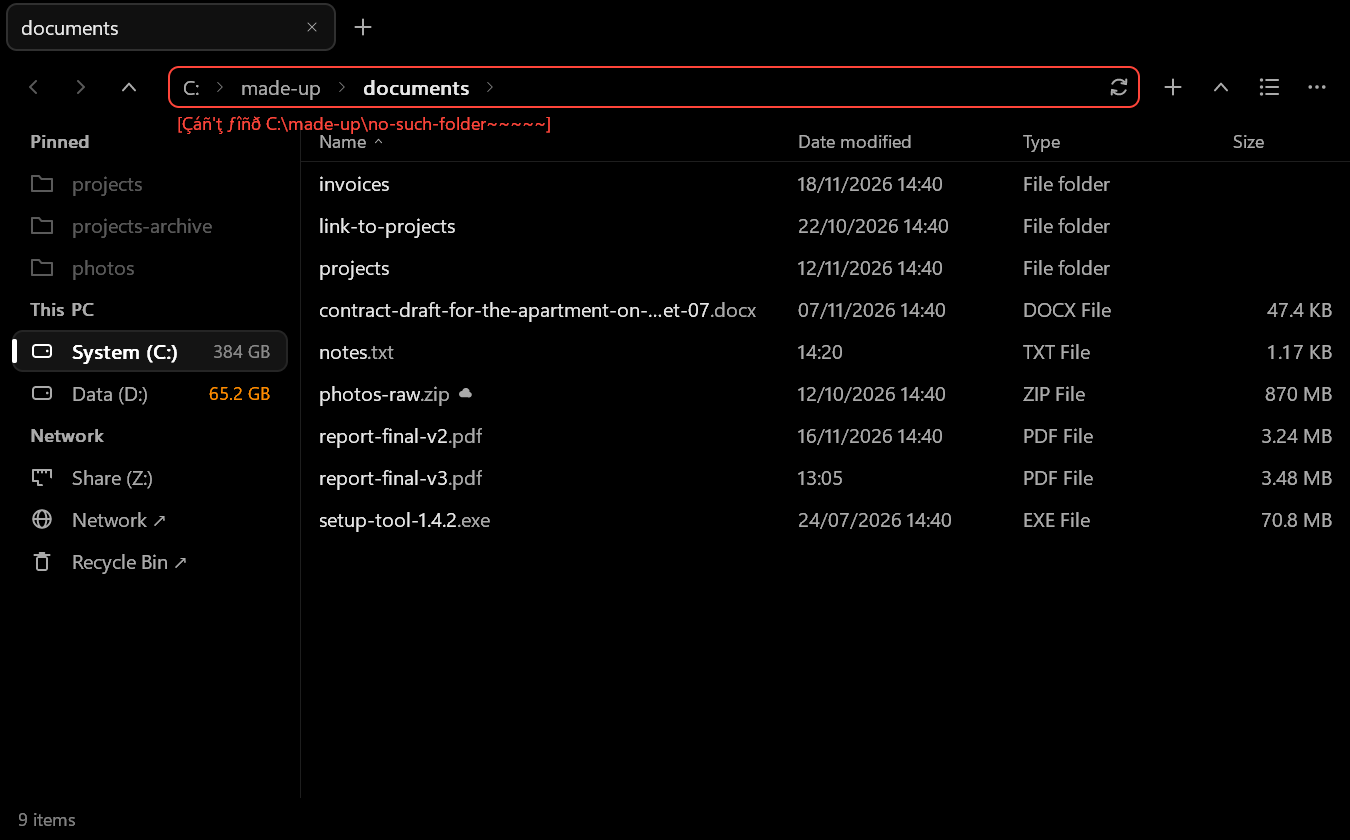 documents
C: made-up documents
[Çáñ'ţ ƒîñð C:\made-up\no-such-folder~~~~~]
Pinned
projects
projects-archive
photos
This PC
System (C:) 384 GB
Data (D:) 65.2 GB
Network
Share (Z:)
Network ↗
Recycle Bin ↗
Name Date modified Type Size
invoices 18/11/2026 14:40 File folder
link-to-projects 22/10/2026 14:40 File folder
projects 12/11/2026 14:40 File folder
contract-draft-for-the-apartment-on-...et-07.docx 07/11/2026 14:40 DOCX File 47.4 KB
notes.txt 14:20 TXT File 1.17 KB
photos-raw.zip 12/10/2026 14:40 ZIP File 870 MB
report-final-v2.pdf 16/11/2026 14:40 PDF File 3.24 MB
report-final-v3.pdf 13:05 PDF File 3.48 MB
setup-tool-1.4.2.exe 24/07/2026 14:40 EXE File 70.8 MB
9 items